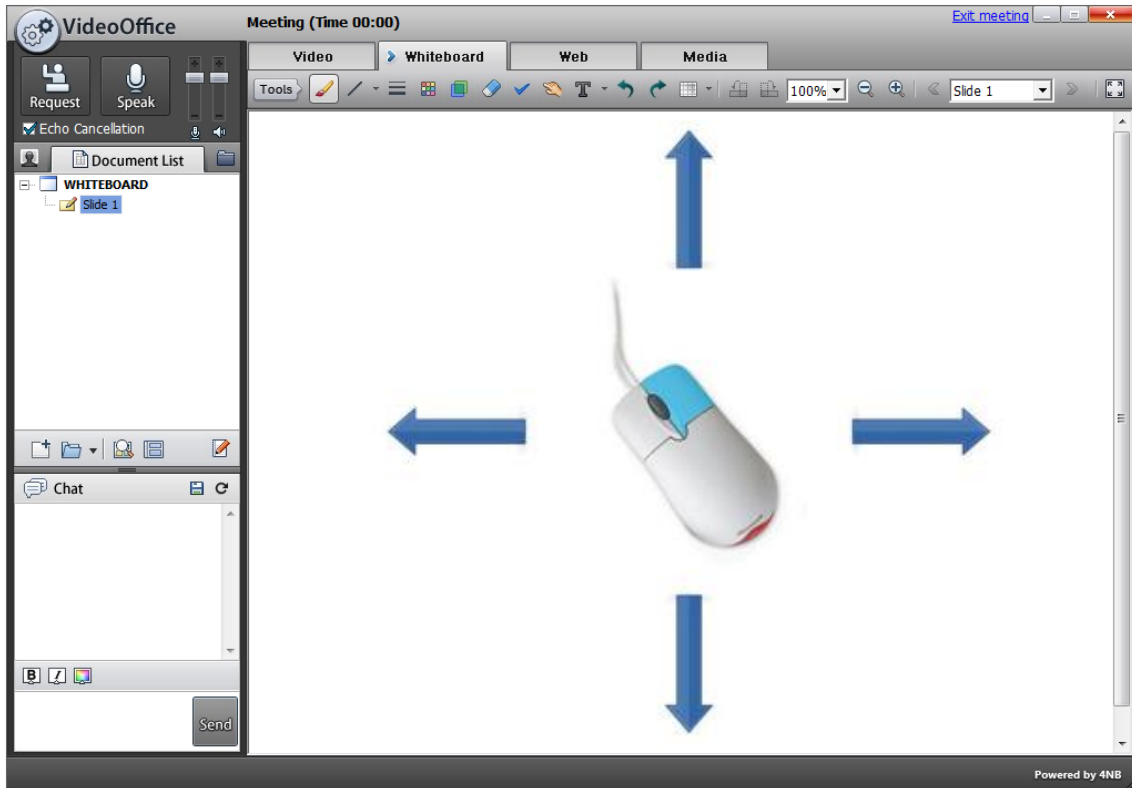 VideoOffice
Meeting (Time 00:00)
Exit meeting
Video
Whiteboard
Web
Media
Request
Speak
Tools
T
100%
Slide 1
Echo Cancellation
Document List
WHITEBOARD
Slide 1
Chat
B I
Send
Powered by 4NB